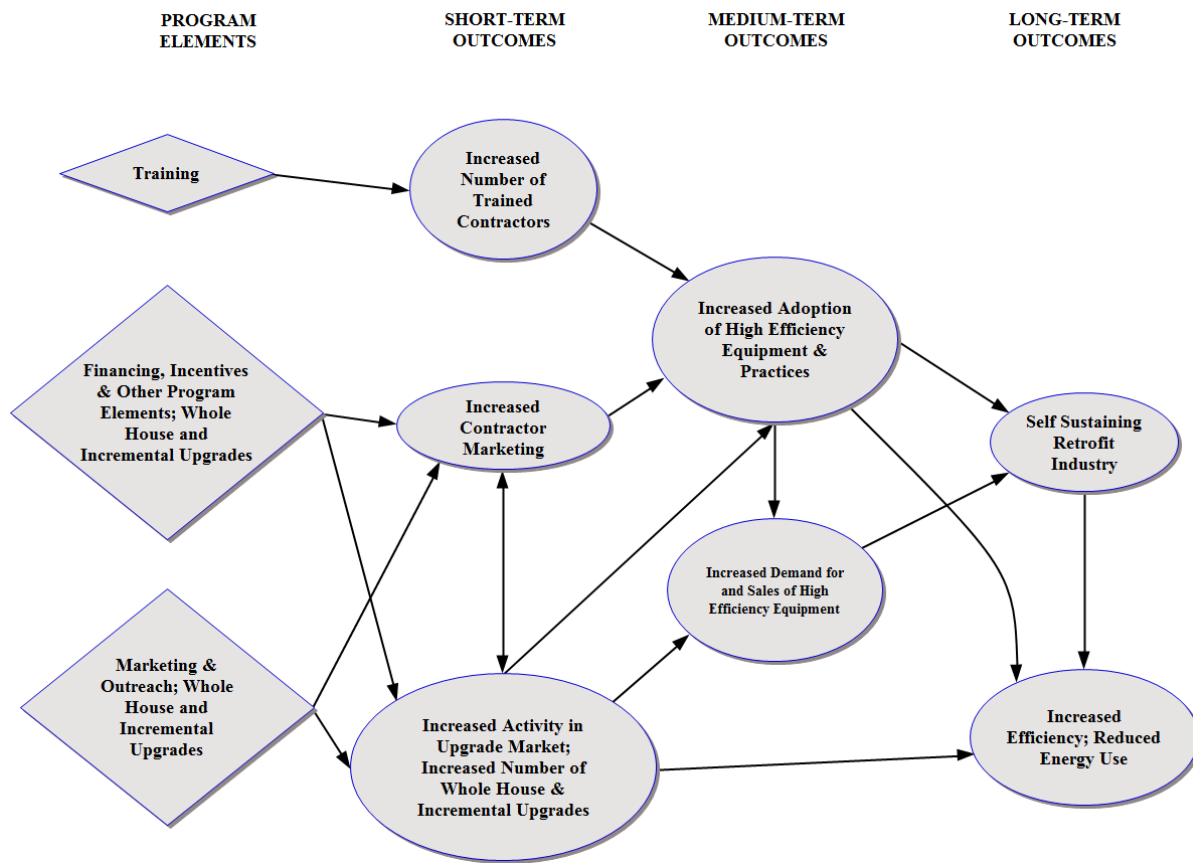 PROGRAM
ELEMENTS
SHORT-TERM
OUTCOMES
MEDIUM-TERM
OUTCOMES
LONG-TERM
OUTCOMES
Training
Increased
Number of
Trained
Contractors
Increased Adoption
of High Efficiency
Equipment &
Practices
Financing, Incentives
& Other Program
Elements; Whole
House and
Incremental Upgrades
Increased
Contractor
Marketing
Self Sustaining
Retrofit
Industry
Increased Demand for
and Sales of High
Efficiency Equipment
Marketing &
Outreach; Whole
House and
Incremental
Upgrades
Increased Activity in
Upgrade Market;
Increased Number of
Whole House &
Incremental Upgrades
Increased
Efficiency; Reduced
Energy Use